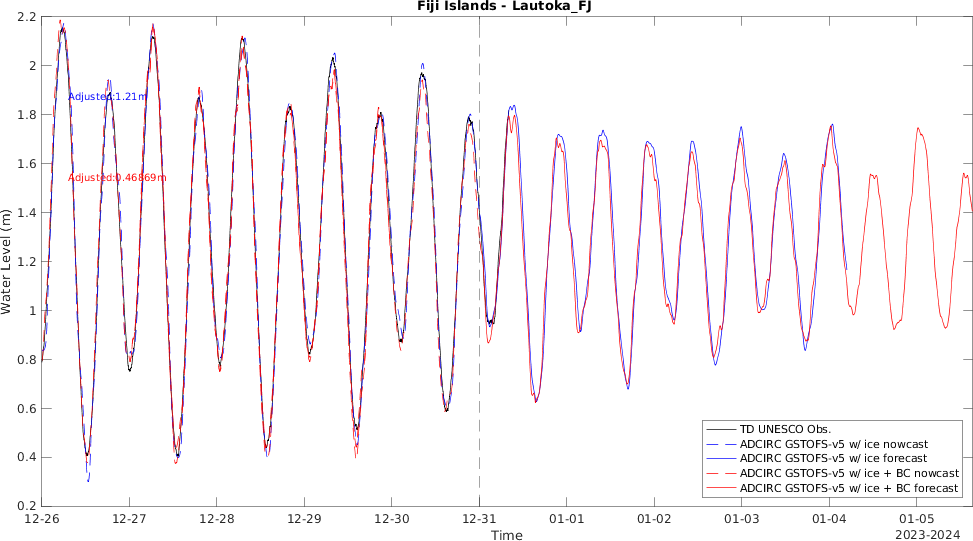 Fiji Islands - Lautoka_FJ
2.2
2
1.8
1.6
1.4
1.2
1
0.8
0.6
0.4
0.2
Water Level (m)
Adjusted:1.21m
Adjusted:0.46869m
TD UNESCO Obs.
ADCIRC GSTOFS-v5 w/ ice nowcast
ADCIRC GSTOFS-v5 w/ ice forecast
ADCIRC GSTOFS-v5 w/ ice + BC nowcast
ADCIRC GSTOFS-v5 w/ ice + BC forecast
12-26 12-27 12-28 12-29 12-30 12-31 01-01 01-02 01-03 01-04 01-05
Time
2023-2024